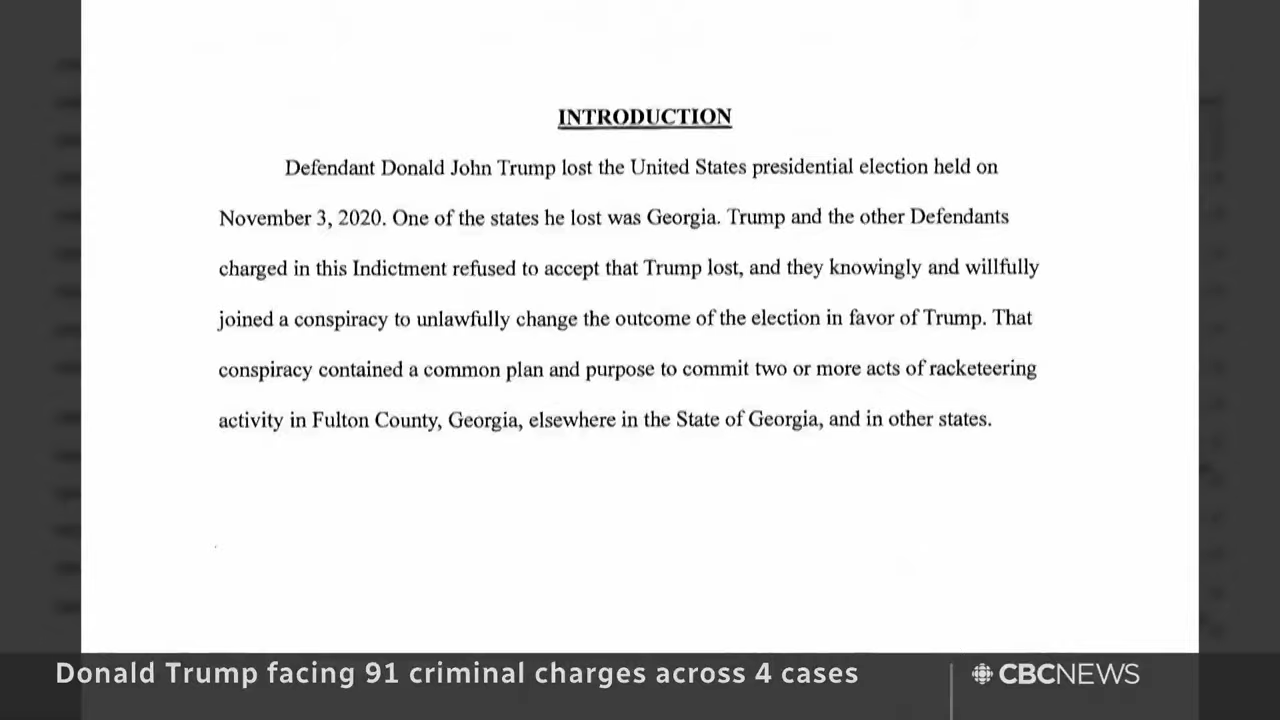 INTRODUCTION
Defendant Donald John Trump lost the United States presidential election held on
November 3, 2020. One of the states he lost was Georgia. Trump and the other Defendants
charged in this Indictment refused to accept that Trump lost, and they knowingly and willfully
joined a conspiracy to unlawfully change the outcome of the election in favor of Trump. That
conspiracy contained a common plan and purpose to commit two or more acts of racketeering
activity in Fulton County, Georgia, elsewhere in the State of Georgia, and in other states.
Donald Trump facing 91 criminal charges across 4 cases
CBCNEWS